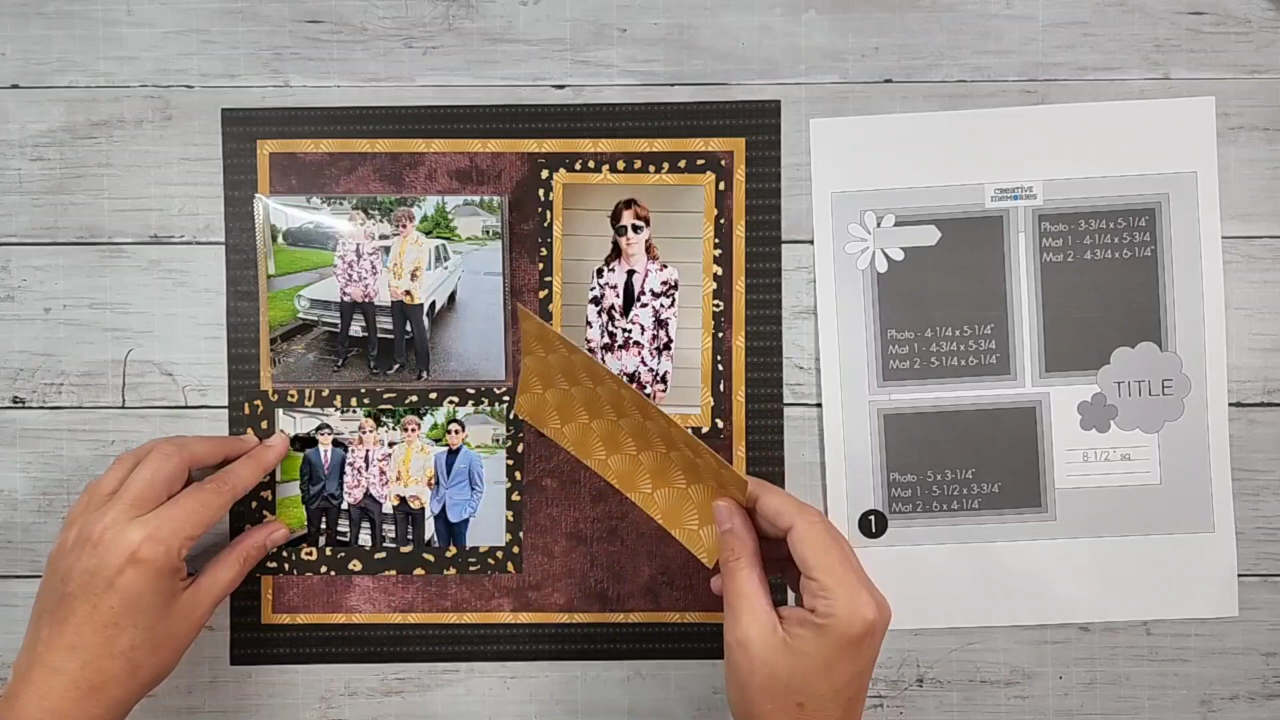 CREATIVE
MEMORIES
Photo - 4-1/4 x 5-1/4"
Mat 1 - 4-3/4 x 5-3/4
Mat 2 - 5-1/4 x 6-1/4"
Photo - 3-3/4 x 5-1/4"
Mat 1 - 4-1/4 x 5-3/4
Mat 2 - 4-3/4 x 6-1/4"
TITLE
8-1/2" sq.
Photo - 5 x 3-1/4"
Mat 1 - 5-1/2 x 3-3/4"
Mat 2 - 6 x 4-1/4"
1